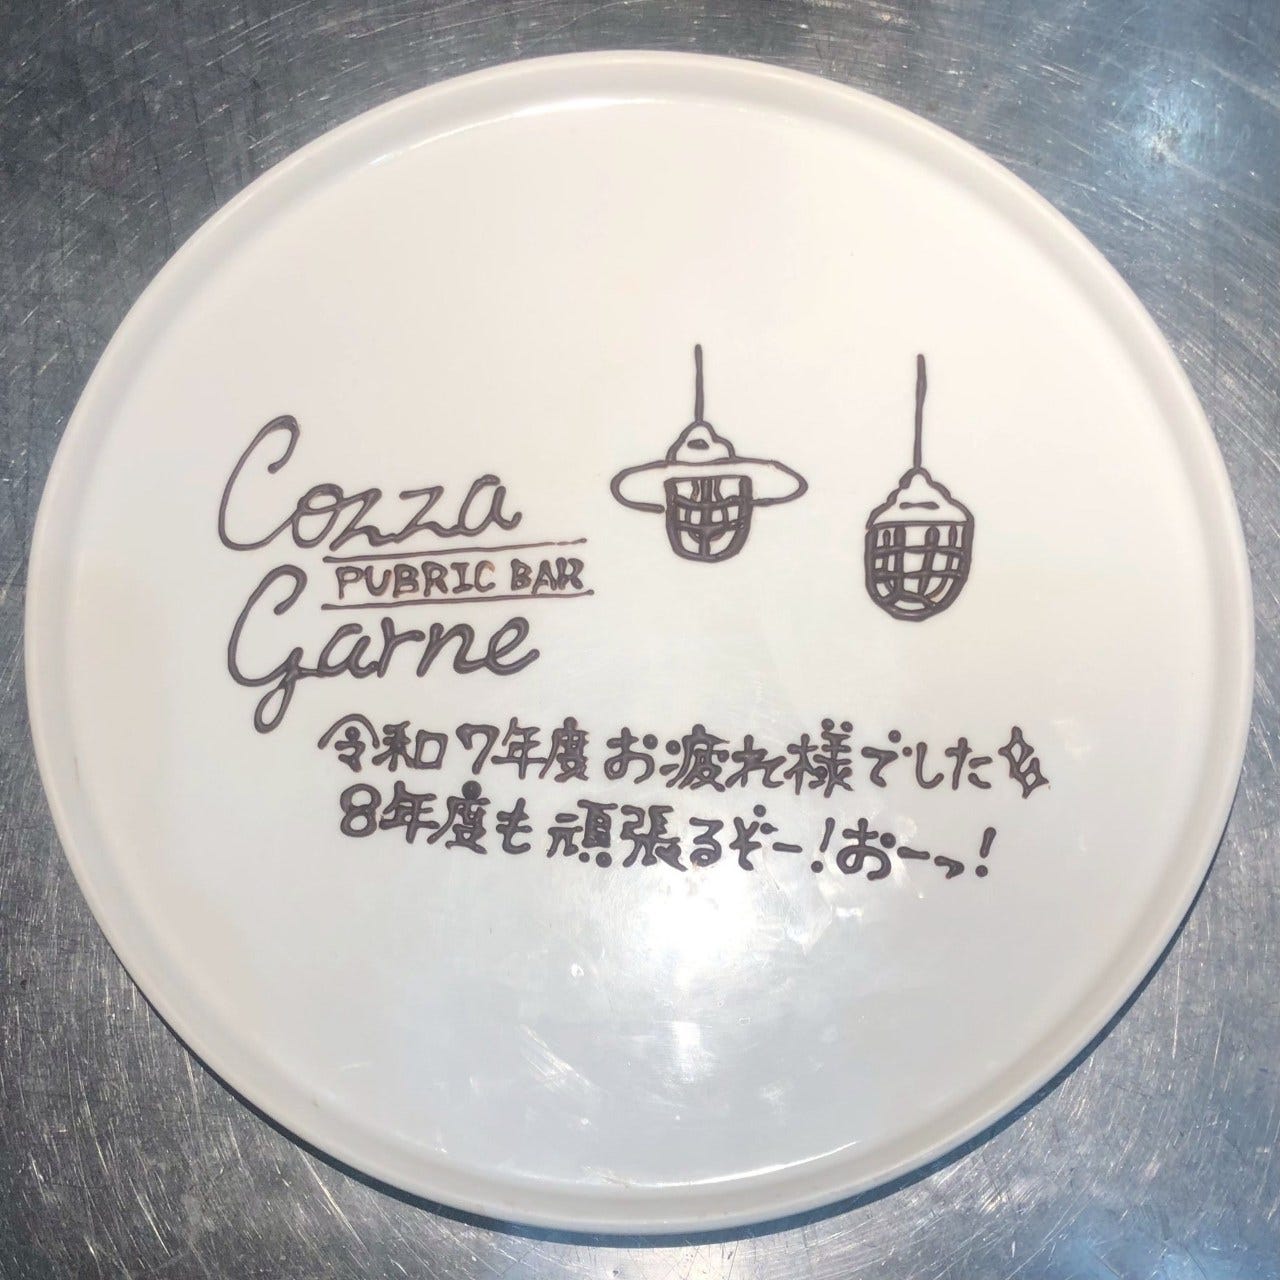 Cozza
PUBRIC BAR
Garne
令和7年度お疲れ様でした
8年度も頑張るぞー!おーっ!